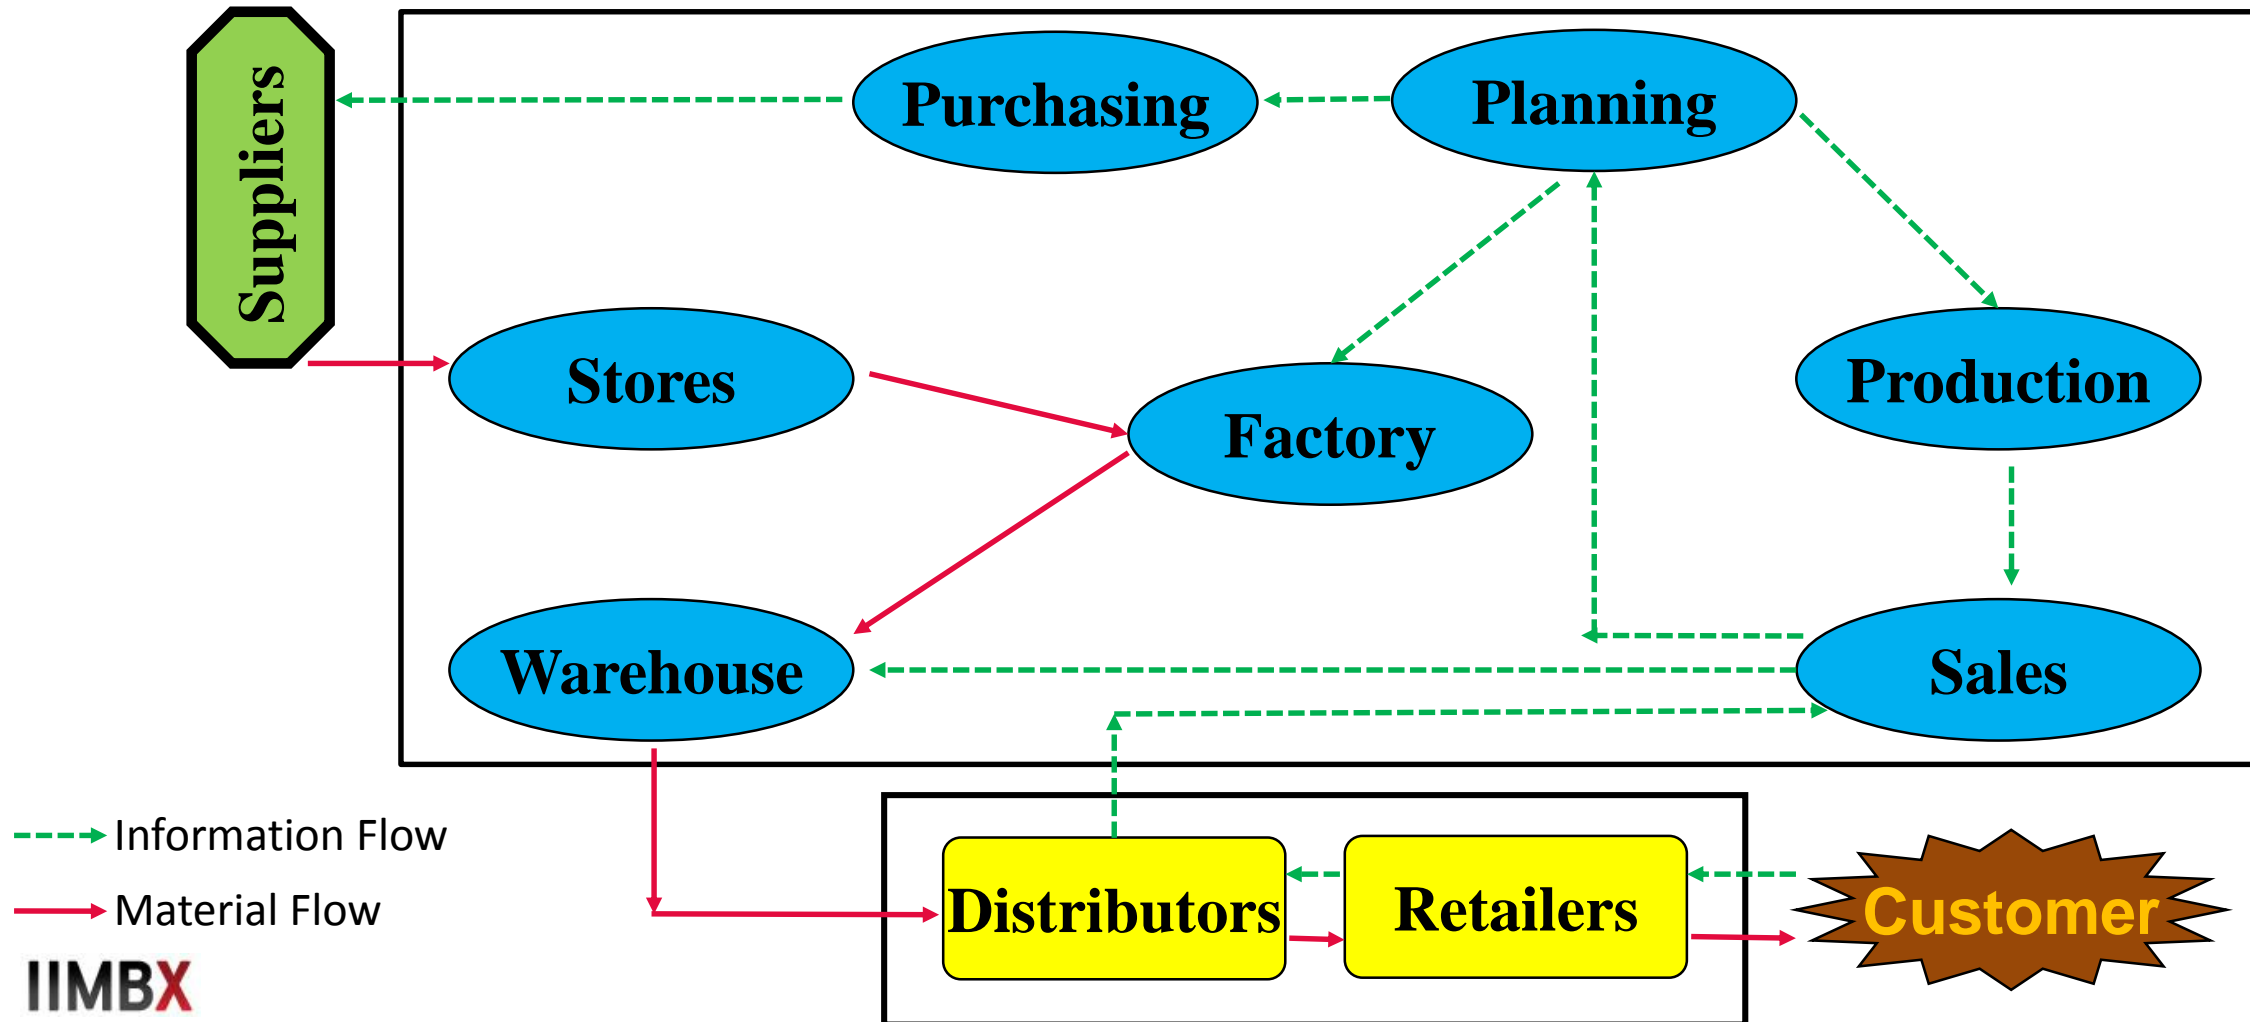 Suppliers
Purchasing
Planning
Stores
Factory
Production
Warehouse
Sales
Information Flow
Material Flow
Distributors
Retailers
Customer
IIMBX